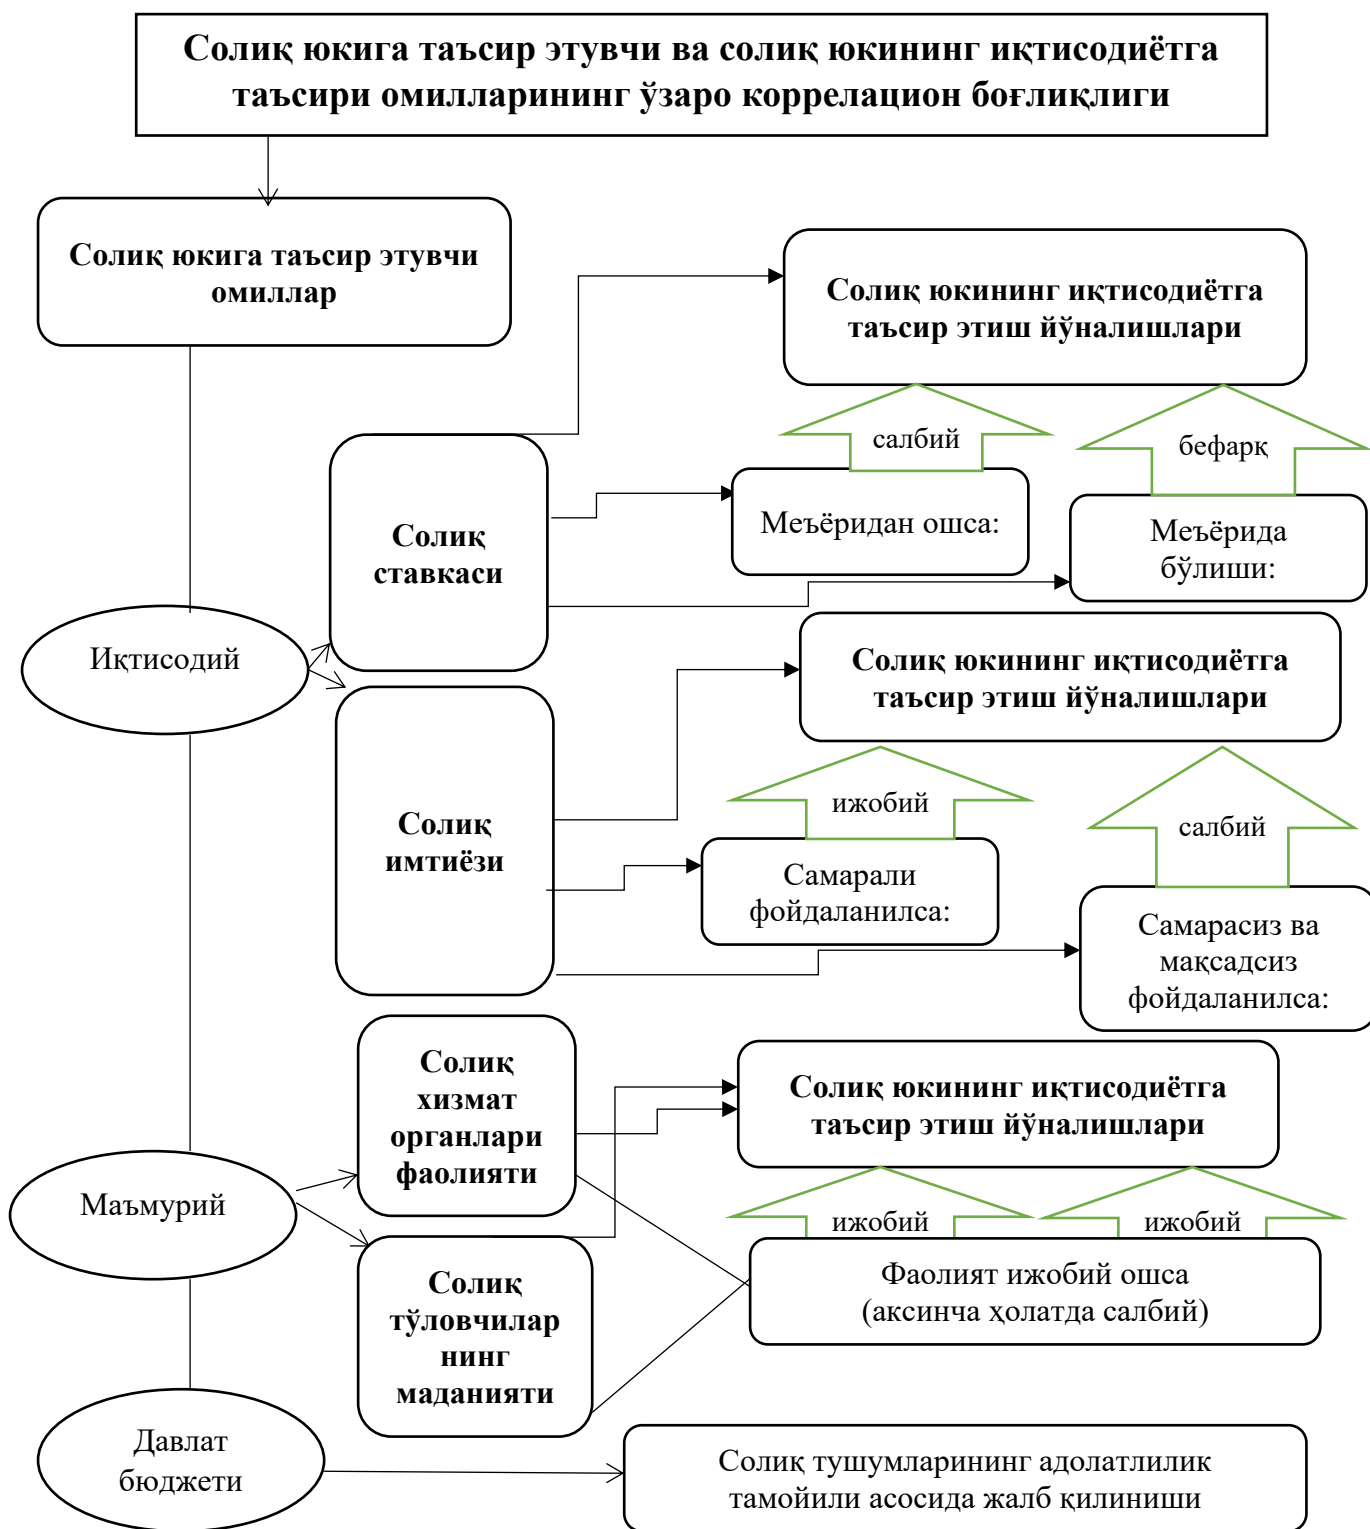 Солиқ юкига таъсир этувчи ва солиқ юкининг иқтисодиётга
таъсири омилларининг ўзаро коррелацион боғлиқлиги
Солиқ юкига таъсир этувчи
омиллар
Солиқ юкининг иқтисодиётга
таъсир этиш йўналишлари
салбий
бефарқ
Солиқ
ставкаси
Меъёридан ошса:
Меъёрида
бўлиши:
Иқтисодий
Солиқ юкининг иқтисодиётга
таъсир этиш йўналишлари
ижобий
салбий
Солиқ
имтиёзи
Самарали
фойдаланилса:
Самарасиз ва
мақсадсиз
фойдаланилса:
Солиқ
хизмат
органлари
фаолияти
Солиқ юкининг иқтисодиётга
таъсир этиш йўналишлари
Маъмурий
ижобий
ижобий
Солиқ
тўловчилар
нинг
маданияти
Фаолият ижобий ошса
(аксинча ҳолатда салбий)
Давлат
бюджети
Солиқ тушумларининг адолатлилик
тамойили асосида жалб қилиниши